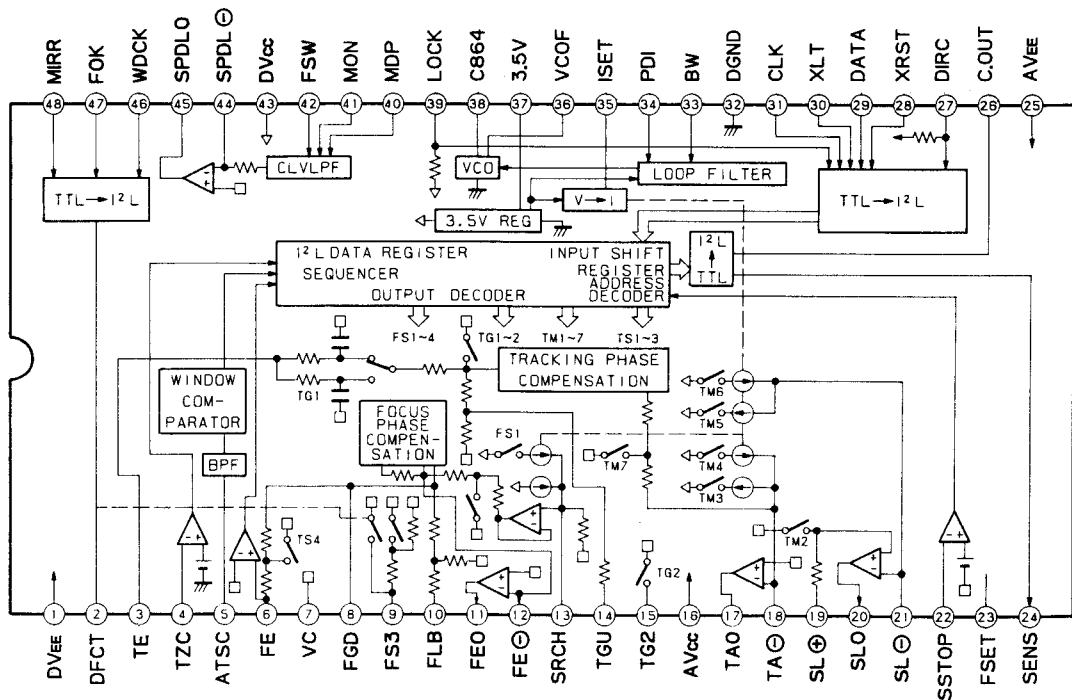 MIRR
FOK
WDCK
SPDLO
SPDL⊖
DVcc
FSW
MON
MDP
LOCK
C864
3.5V
VCOF
ISET
PDI
BW
DGND
CLK
XLT
DATA
XRST
DIRC
C.OUT
AVEE
48
47
46
45
44
43
42
41
40
39
38
37
36
35
34
33
32
31
30
29
28
27
26
25
TTL→I²L
CLVLPF
VCO
LOOP FILTER
TTL→I²L
V→I
3.5V REG
I²L DATA REGISTER
INPUT SHIFT
SEQUENCER
REGISTER
ADDRESS
OUTPUT DECODER
DECODER
I²L
↑
TTL
FS1~4
TG1~2
TM1~7
TS1~3
TRACKING PHASE
COMPENSATION
TG1
WINDOW
COM-
PARATOR
BPF
FOCUS
PHASE
COMPEN-
SATION
FS1
TM7
TM6
TM5
TM4
TM3
TM2
TS4
TG2
1
2
3
4
5
6
7
8
9
10
11
12
13
14
15
16
17
18
19
20
21
22
23
24
DVEE
DFCT
TE
TZC
ATSC
FE
VC
FGD
FS3
FLB
FEO
FE⊖
SRCH
TGU
TG2
AVcc
TAO
TA⊖
SL⊕
SLO
SL⊖
SSTOP
FSET
SENS